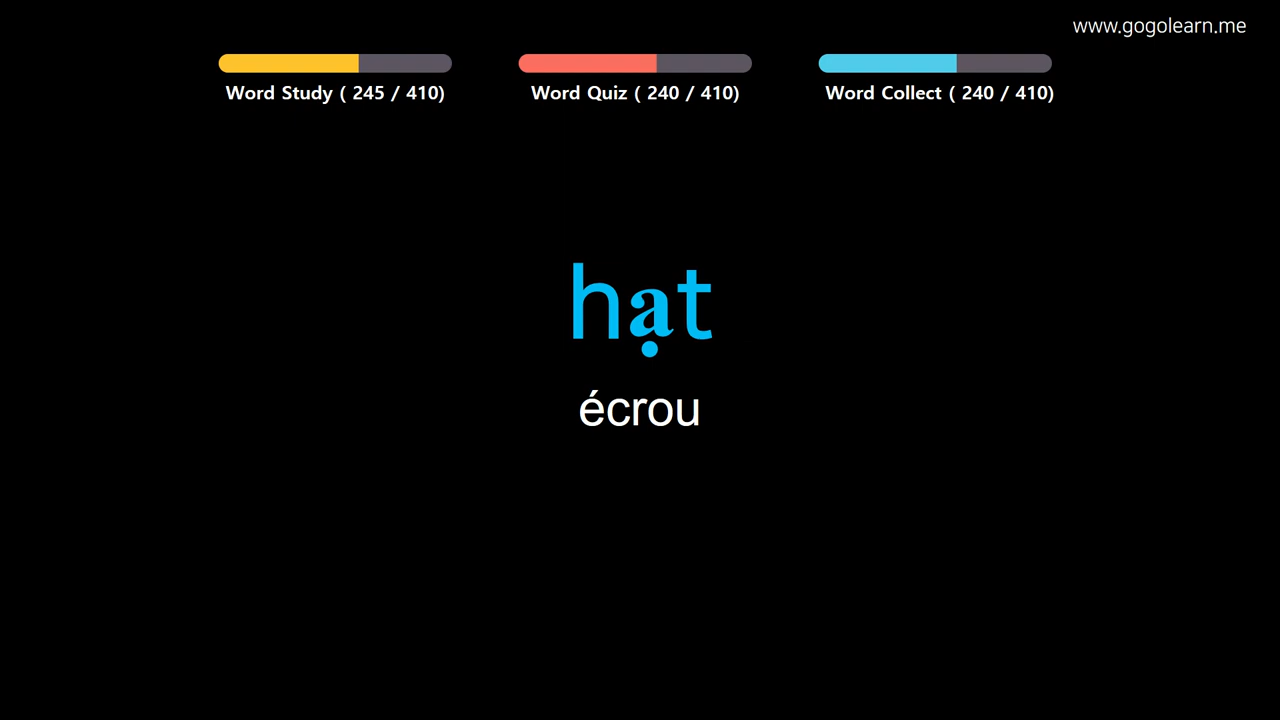 www.gogolearn.me
Word Study ( 245 / 410)
Word Quiz ( 240 / 410)
Word Collect ( 240 / 410)
hạt
écrou